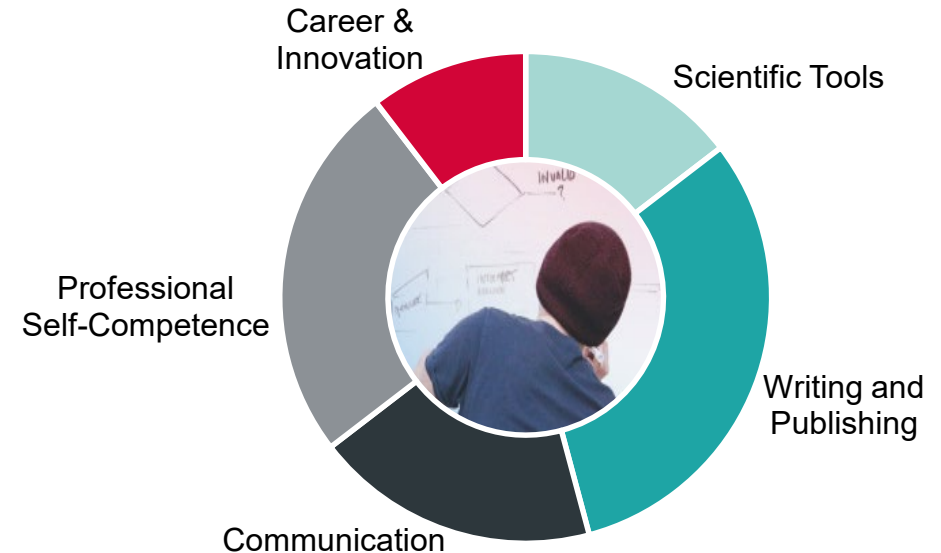 Career &
Innovation
Scientific Tools
INVALID
?
Professional
Self-Competence
Writing and
Publishing
Communication